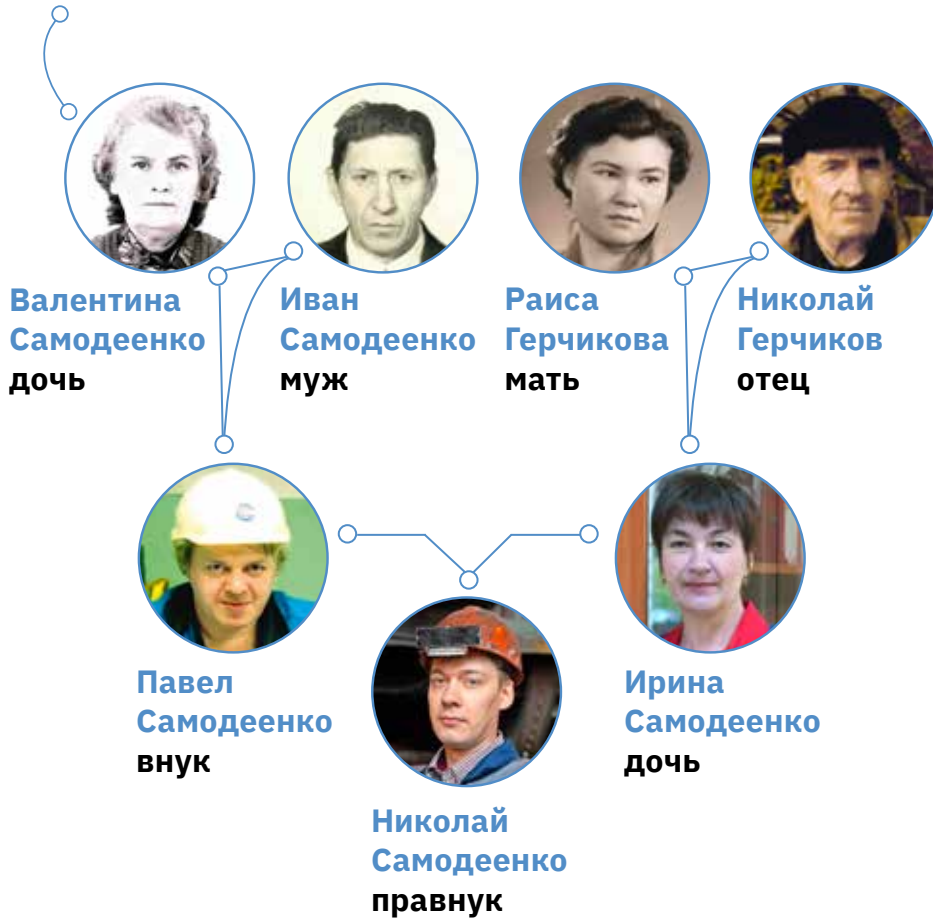 Валентина
Самодеенко
дочь
Иван
Самодеенко
муж
Раиса
Герчикова
мать
Николай
Герчиков
отец
Павел
Самодеенко
внук
Ирина
Самодеенко
дочь
Николай
Самодеенко
правнук